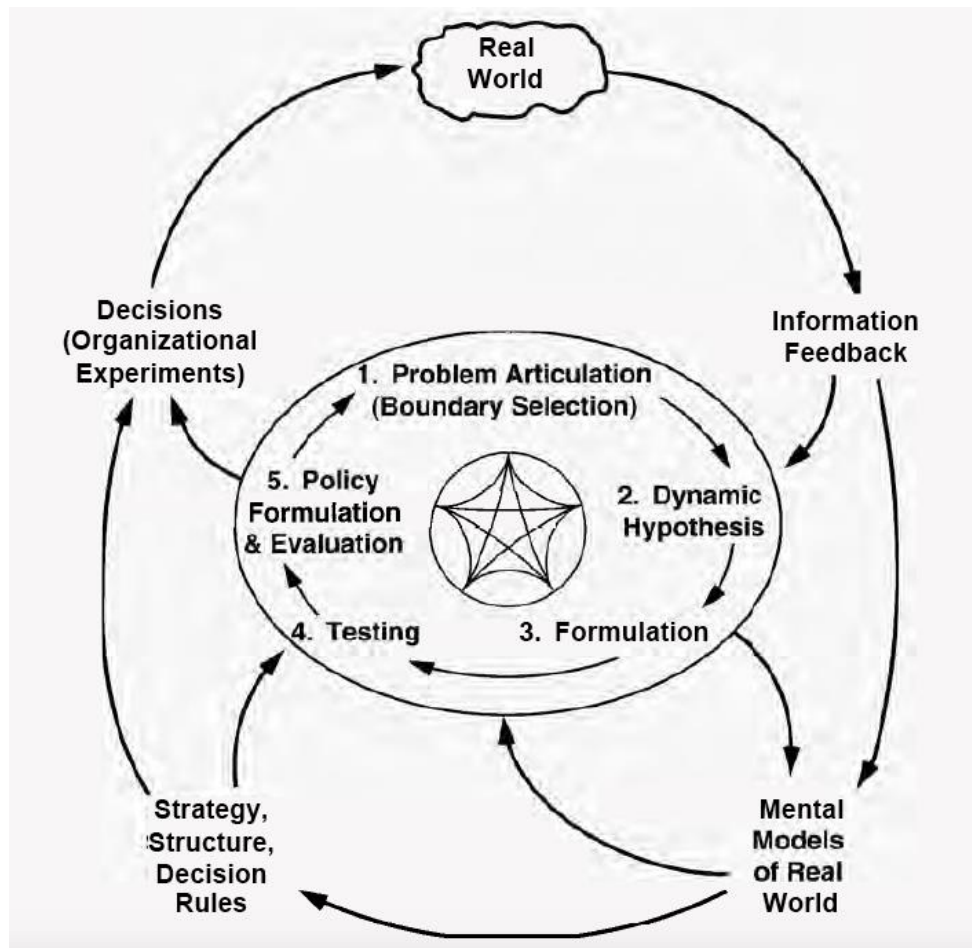 Real
World
Decisions
(Organizational
Experiments)
Information
Feedback
1. Problem Articulation
(Boundary Selection)
2. Dynamic
Hypothesis
3. Formulation
4. Testing
5. Policy
Formulation
& Evaluation
Strategy,
Structure,
Decision
Rules
Mental
Models
of Real
World